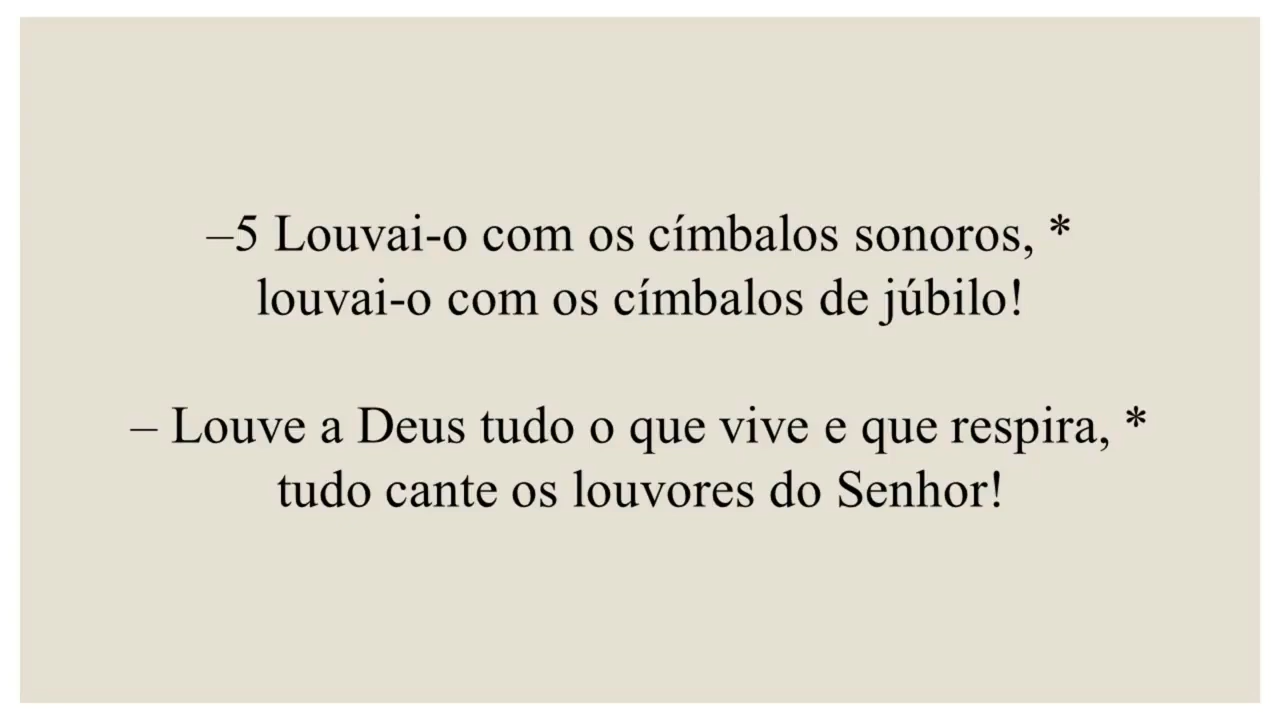 –5 Louvai-o com os címbalos sonoros, *
louvai-o com os címbalos de júbilo!
– Louve a Deus tudo o que vive e que respira, *
tudo cante os louvores do Senhor!